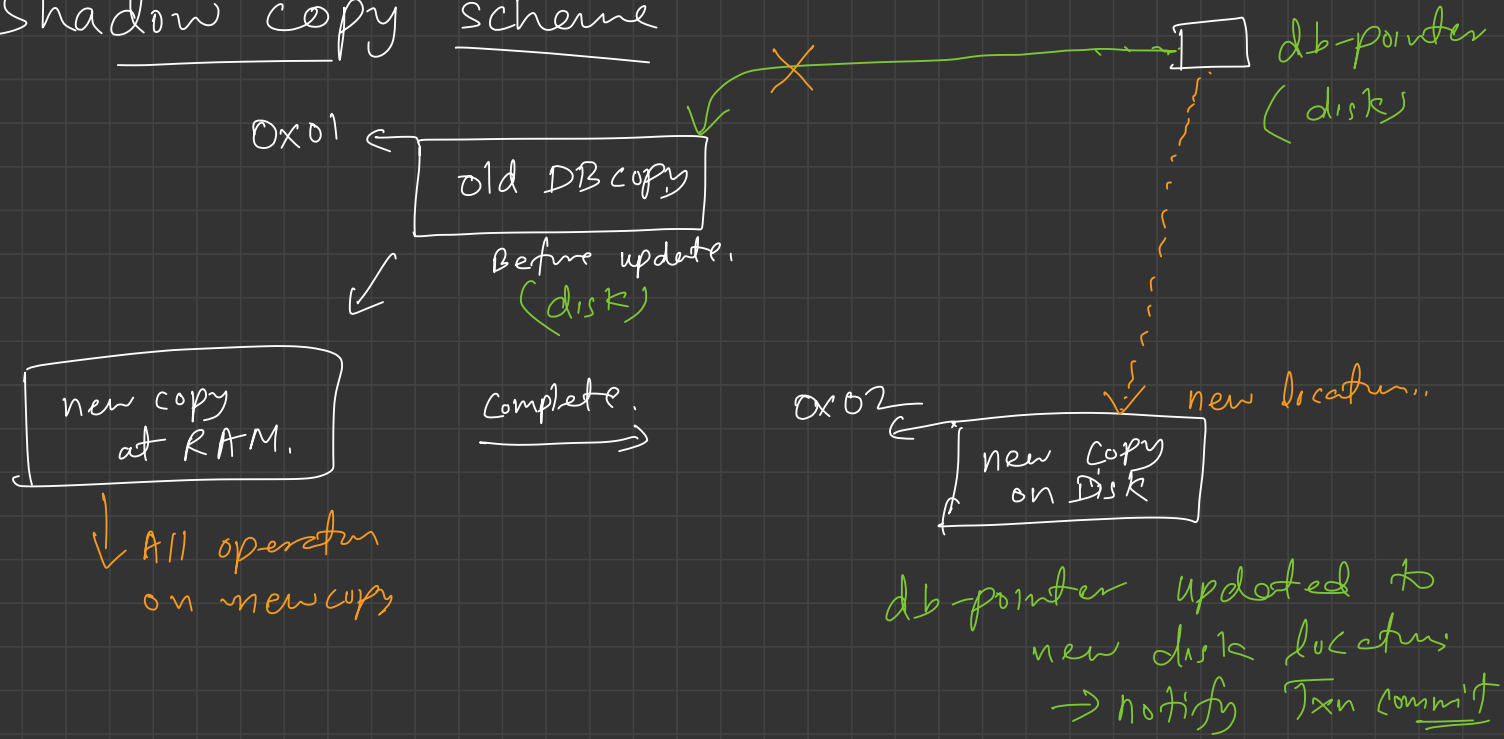 Shadow copy scheme
db-pointer
(disk)
0x01
old DB copy
Before update.
(disk)
new copy
at RAM.
Complete.
0x02
new location..
new copy
on Disk
All operation
on new copy
db-pointer updated to
new disk location.
→ notify Txn commit